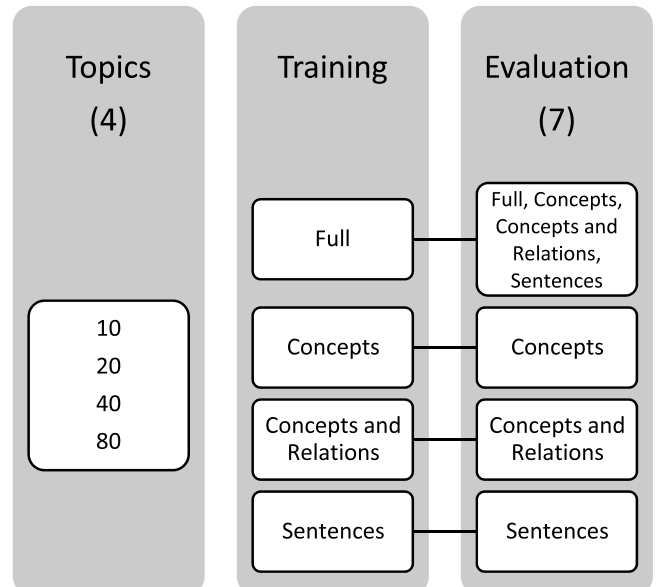 Topics
(4)
10
20
40
80
Training
Full
Concepts
Concepts and
Relations
Sentences
Evaluation
(7)
Full, Concepts,
Concepts and
Relations,
Sentences
Concepts
Concepts and
Relations
Sentences